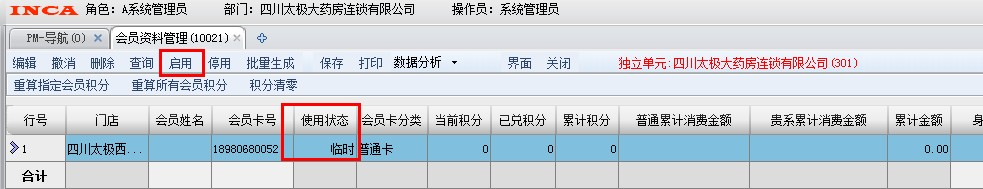 INCA 角色: A系统管理员 部门: 四川太极大药房连锁有限公司 操作员: 系统管理员
PM-导航(0) 会员资料管理(10021)
编辑 撤消 删除 查询 启用 停用 批量生成 保存 打印 数据分析 界面 关闭 独立单元:四川太极大药房连锁有限公司(301)
重算指定会员积分 重算所有会员积分 积分清零
行号 门店 会员姓名 会员卡号 使用状态 会员卡分类 当前积分 已兑积分 累计积分 普通累计消费金额 贵系累计消费金额 累计金额 身
1 四川太极西... 18980680052 临时 普通卡 0 0 0 0.00
合计